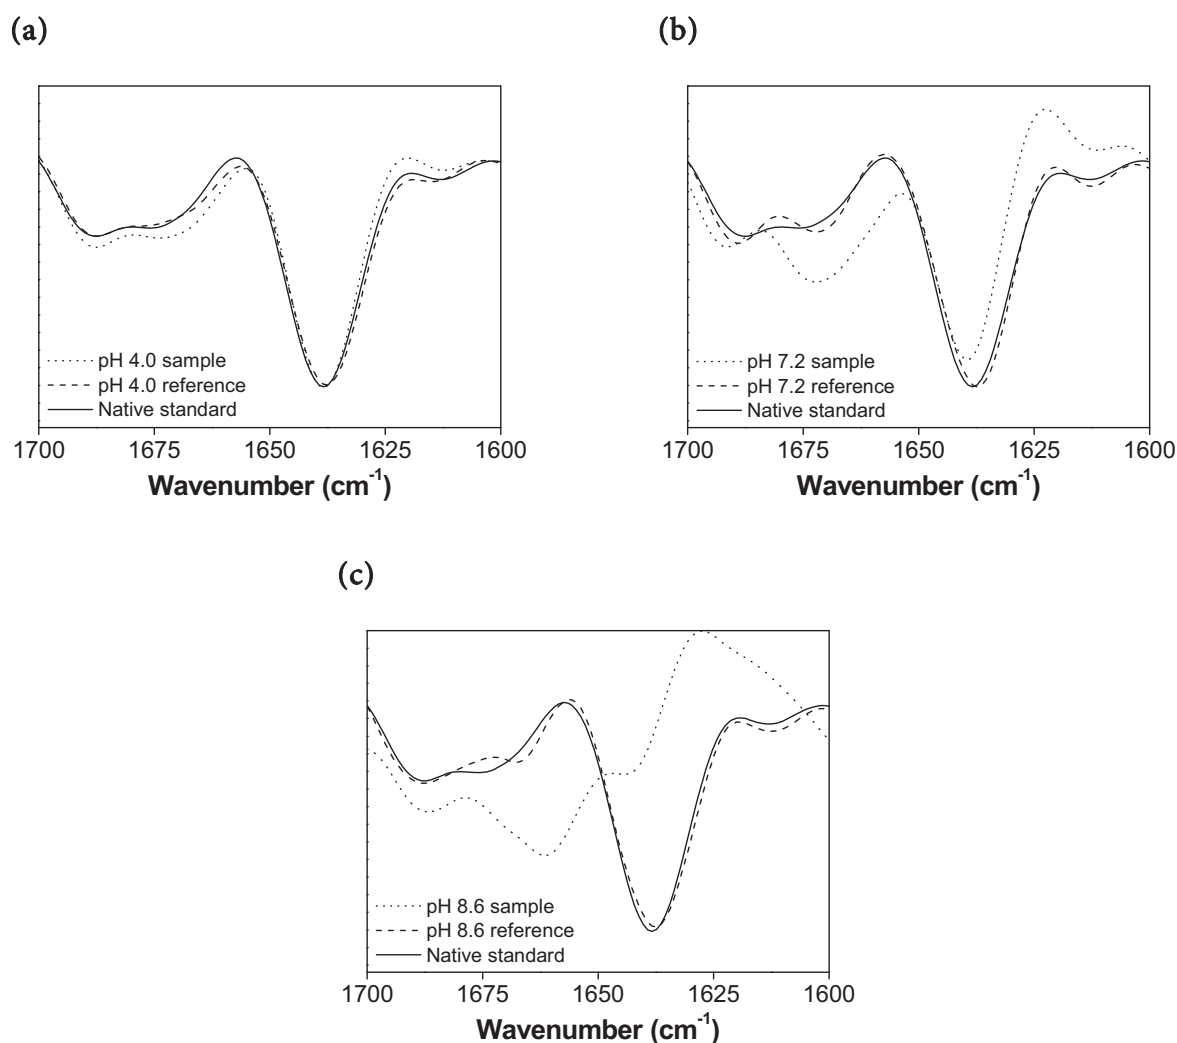 (a)
pH 4.0 sample
pH 4.0 reference
Native standard
1700 1675 1650 1625 1600
Wavenumber (cm⁻¹)
(b)
pH 7.2 sample
pH 7.2 reference
Native standard
1700 1675 1650 1625 1600
Wavenumber (cm⁻¹)
(c)
pH 8.6 sample
pH 8.6 reference
Native standard
1700 1675 1650 1625 1600
Wavenumber (cm⁻¹)